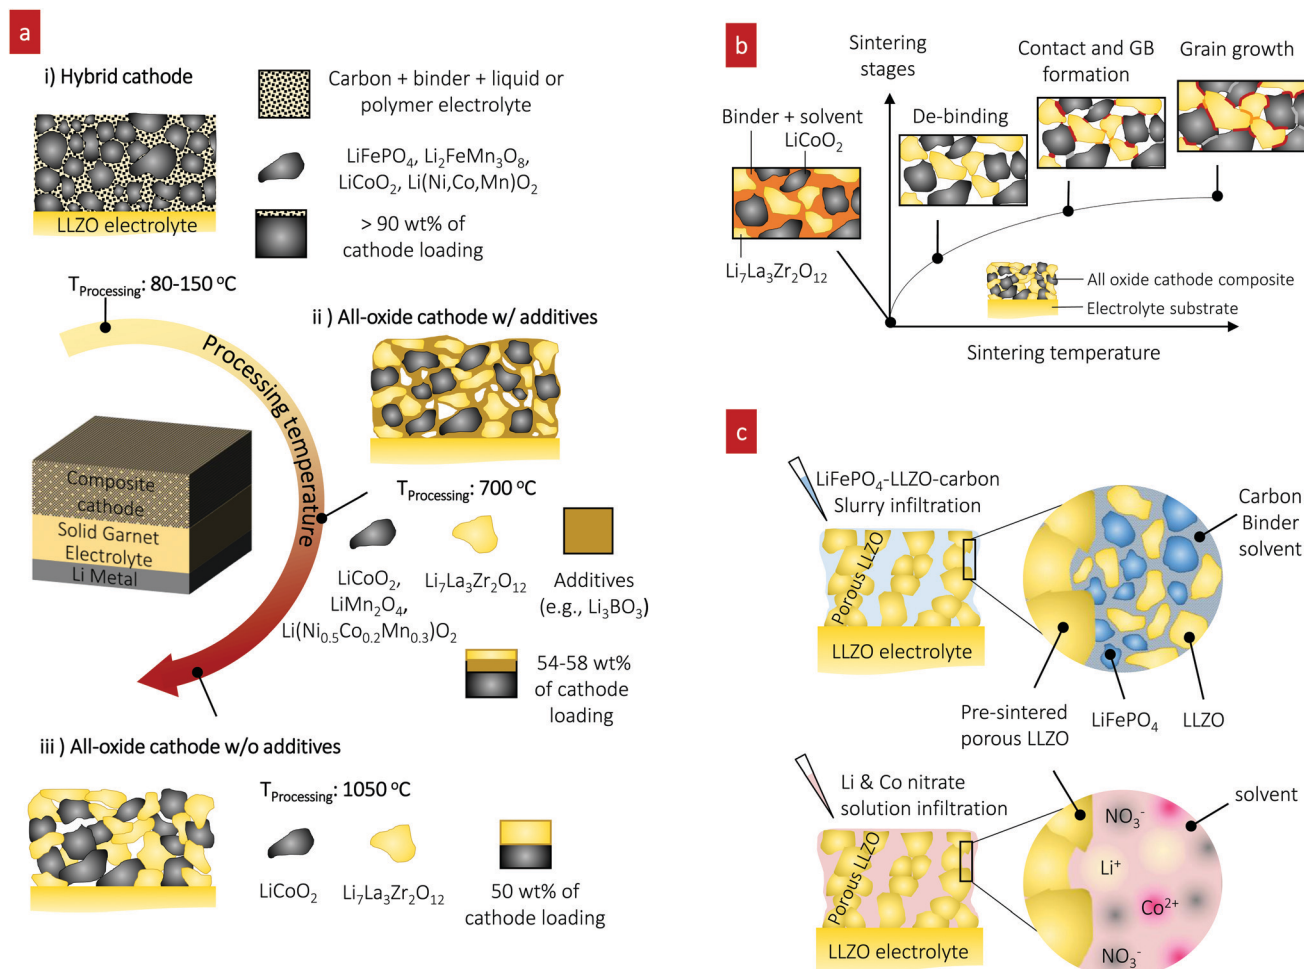 a
i) Hybrid cathode
LLZO electrolyte
Carbon + binder + liquid or
polymer electrolyte
LiFePO₄, Li₂FeMn₃O₈,
LiCoO₂, Li(Ni,Co,Mn)O₂
> 90 wt% of
cathode loading
T_Processing: 80-150 °C
Processing temperature
Composite
cathode
Solid Garnet
Electrolyte
Li Metal
ii ) All-oxide cathode w/ additives
T_Processing: 700 °C
LiCoO₂,
LiMn₂O₄,
Li(Ni₀.₅Co₀.₂Mn₀.₃)O₂
Li₇La₃Zr₂O₁₂
Additives
(e.g., Li₃BO₃)
54-58 wt%
of cathode
loading
iii ) All-oxide cathode w/o additives
T_Processing: 1050 °C
LiCoO₂
Li₇La₃Zr₂O₁₂
50 wt% of
cathode loading
b
Sintering
stages
Binder + solvent
LiCoO₂
Li₇La₃Zr₂O₁₂
De-binding
Contact and GB
formation
Grain growth
All oxide cathode composite
Electrolyte substrate
Sintering temperature
c
LiFePO₄-LLZO-carbon
Slurry infiltration
Porous LLZO
LLZO electrolyte
Carbon
Binder
solvent
Pre-sintered
porous LLZO
LiFePO₄
LLZO
Li & Co nitrate
solution infiltration
Porous LLZO
LLZO electrolyte
solvent
NO₃⁻
Li⁺
Co²⁺
NO₃⁻